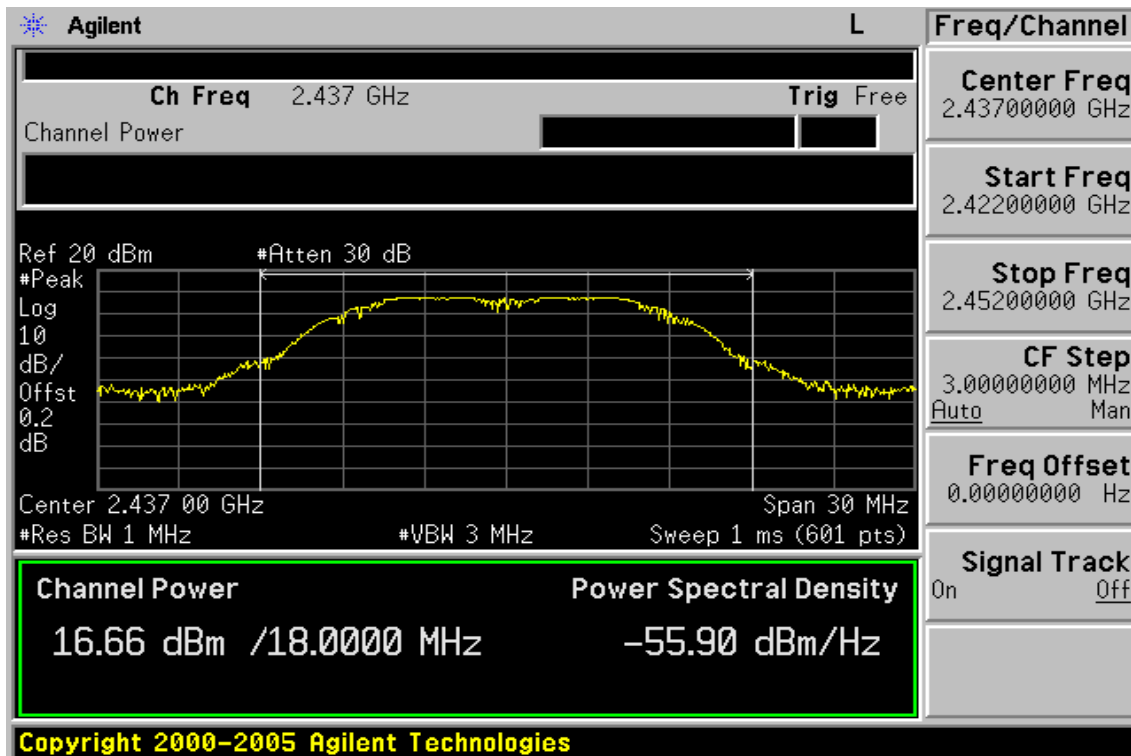 Agilent L
Ch Freq 2.437 GHz Trig Free
Channel Power
Ref 20 dBm #Atten 30 dB
#Peak
Log
10
dB/
Offst
0.2
dB
Center 2.437 00 GHz Span 30 MHz
#Res BW 1 MHz #VBW 3 MHz Sweep 1 ms (601 pts)
Channel Power Power Spectral Density
16.66 dBm /18.0000 MHz -55.90 dBm/Hz
Copyright 2000-2005 Agilent Technologies
Freq/Channel
Center Freq
2.43700000 GHz
Start Freq
2.42200000 GHz
Stop Freq
2.45200000 GHz
CF Step
3.00000000 MHz
Auto Man
Freq Offset
0.00000000 Hz
Signal Track
On Off